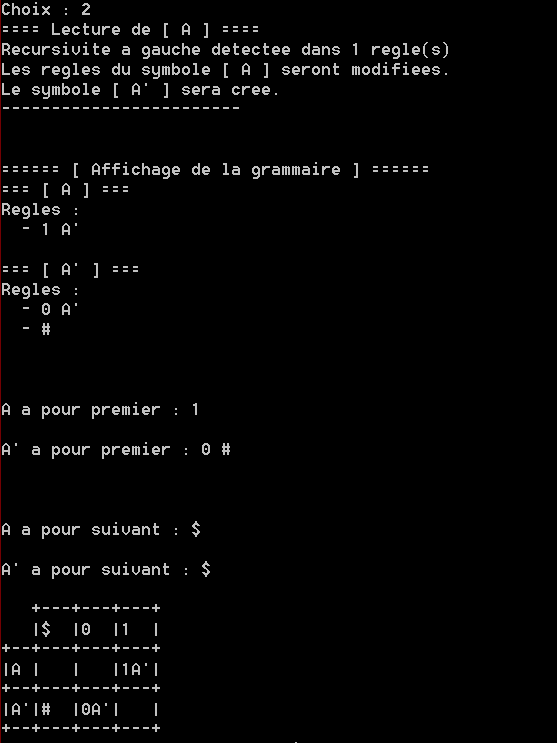 Choix : 2
==== Lecture de [ A ] ====
Recursivite a gauche detectee dans 1 regle(s)
Les regles du symbole [ A ] seront modifiees.
Le symbole [ A' ] sera cree.
------------------------
====== [ Affichage de la grammaire ] ======
=== [ A ] ===
Regles :
  - 1 A'
=== [ A' ] ===
Regles :
  - 0 A'
  - #
A a pour premier : 1
A' a pour premier : 0 #
A a pour suivant : $
A' a pour suivant : $
   +---+---+---+
   |$  |0  |1  |
+--+---+---+---+
|A |   |   |1A'|
+--+---+---+---+
|A'|#  |0A'|   |
+--+---+---+---+